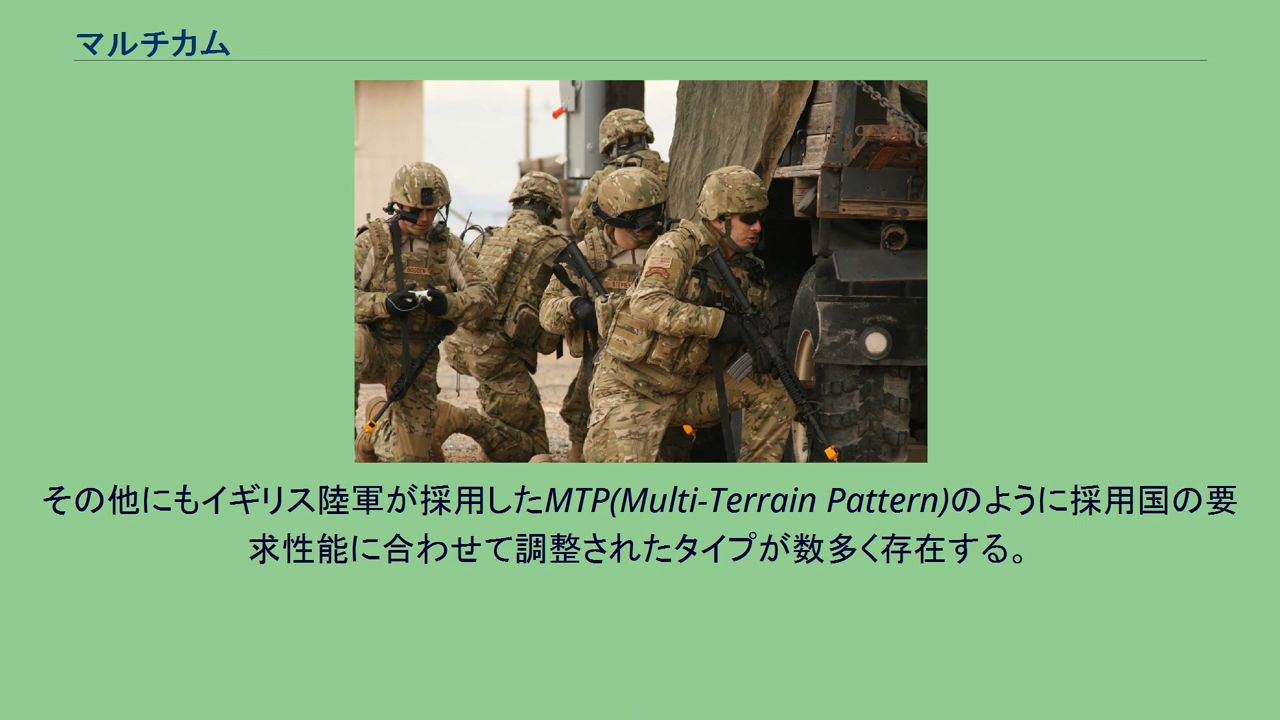 マルチカム
その他にもイギリス陸軍が採用したMTP(Multi-Terrain Pattern)のように採用国の要
求性能に合わせて調整されたタイプが数多く存在する。